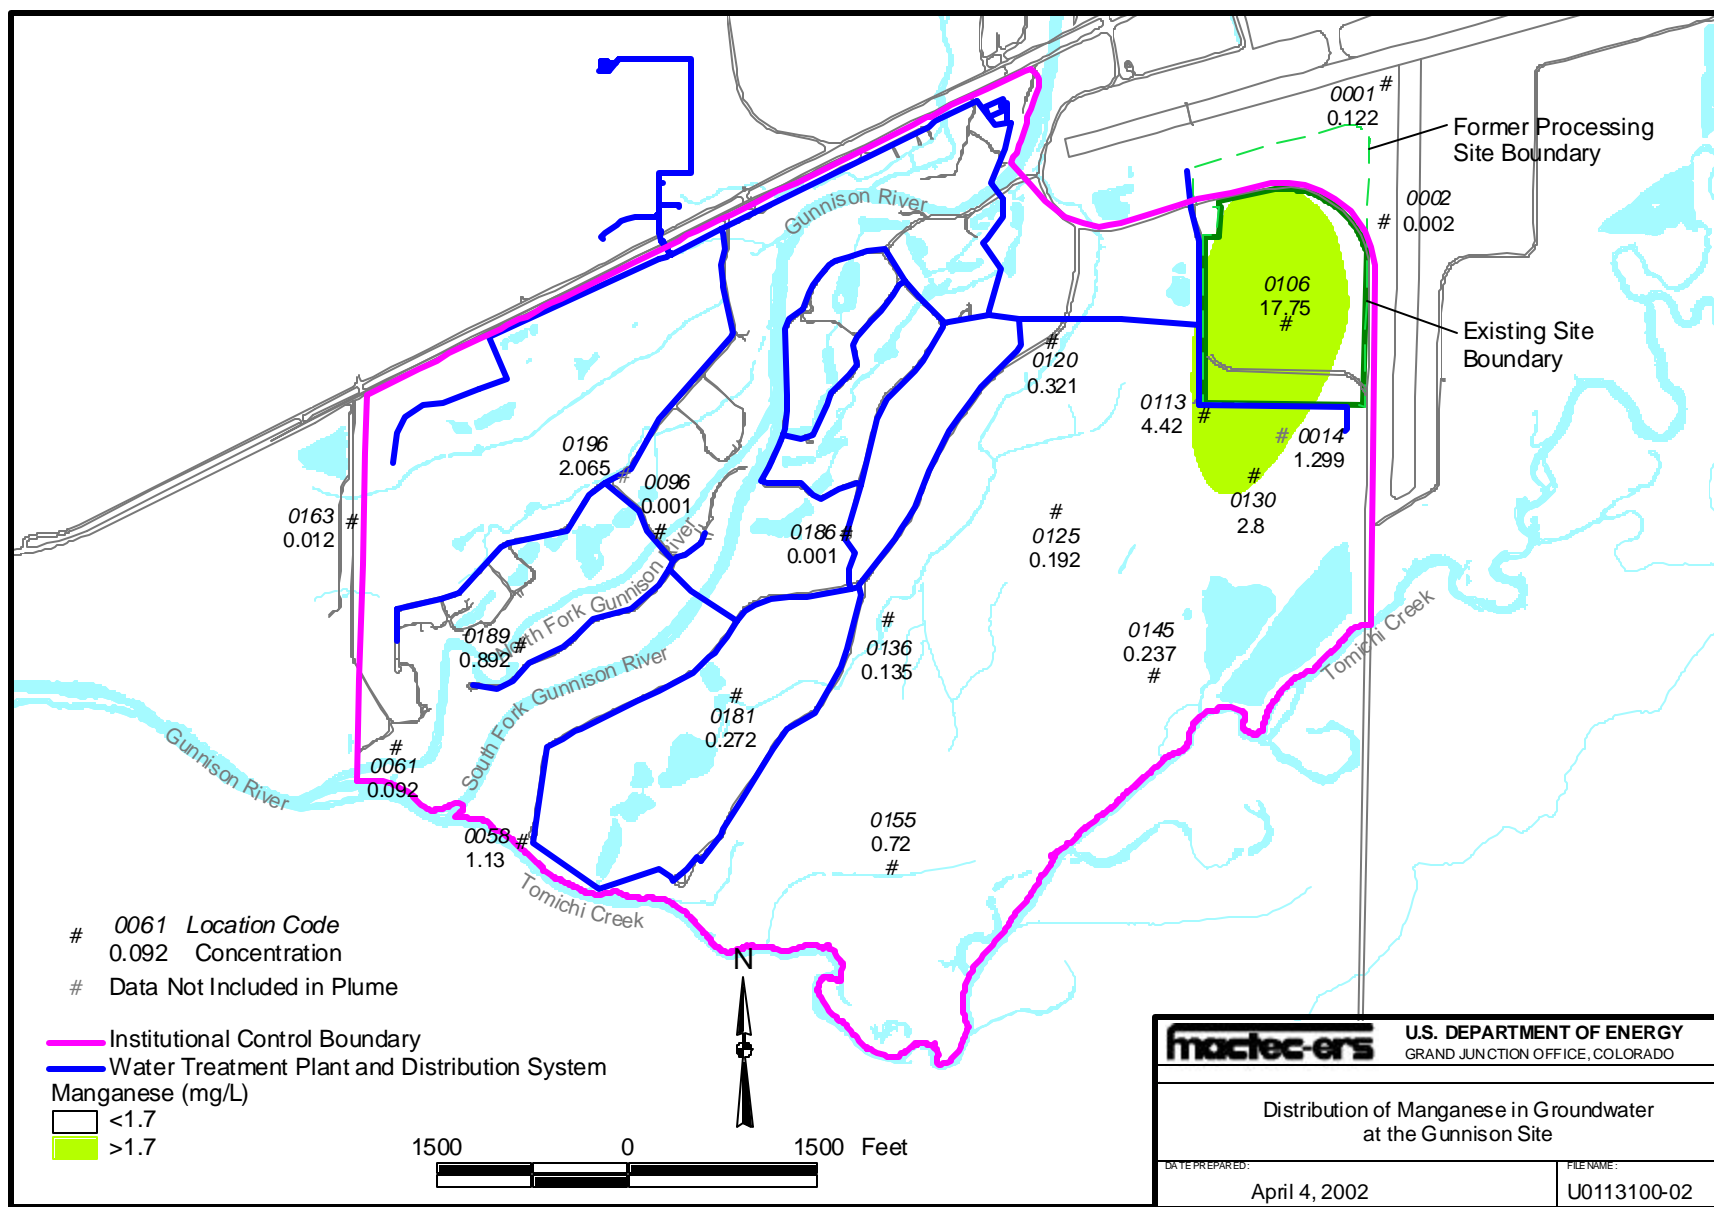 0001
0.122
Former Processing
Site Boundary
0002
0.002
Gunnison River
0106
17.75
Existing Site
Boundary
0120
0.321
0113
4.42
0014
1.299
0130
2.8
0196
2.065
0096
0.001
0163
0.012
0186
0.001
0125
0.192
North Fork Gunnison River
0189
0.892
0136
0.135
0145
0.237
Tomichi Creek
South Fork Gunnison River
0181
0.272
Gunnison River
0061
0.092
0058
1.13
0155
0.72
Tomichi Creek
# 0061 Location Code
0.092 Concentration
# Data Not Included in Plume
Institutional Control Boundary
Water Treatment Plant and Distribution System
Manganese (mg/L)
<1.7
>1.7
N
1500 0 1500 Feet
mactec-ers
U.S. DEPARTMENT OF ENERGY
GRAND JUNCTION OFFICE, COLORADO
Distribution of Manganese in Groundwater
at the Gunnison Site
DATE PREPARED:
April 4, 2002
FILENAME:
U0113100-02